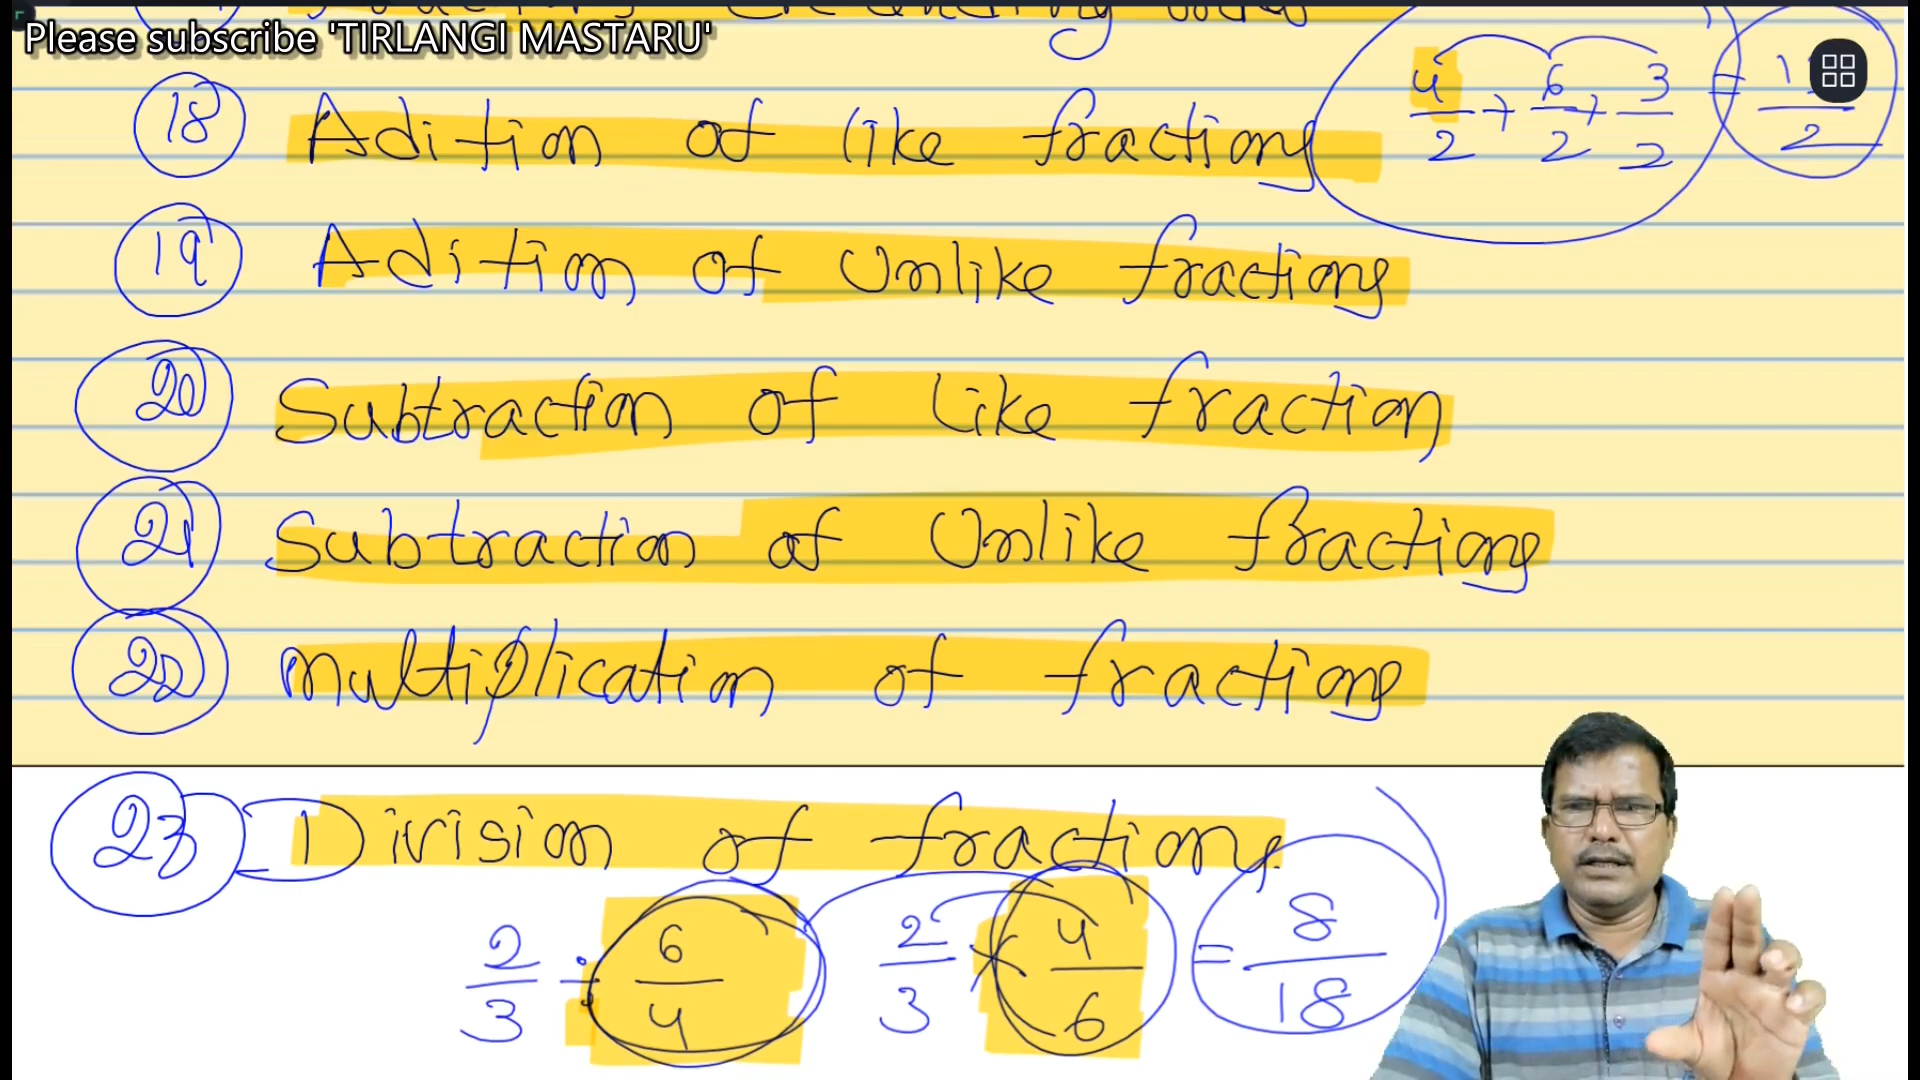 Please subscribe 'TIRLANGI MASTARU'
18 Adition of like fractions 4/2 + 6/2 + 3/2 = /2
19 Adition of Unlike fractions
20 Subtraction of Like fraction
21 Subtraction of Unlike fractions
22 multiplication of fractions
23 Division of fractions
2/3 ÷ 6/4 2/3 × 4/6 = 8/18